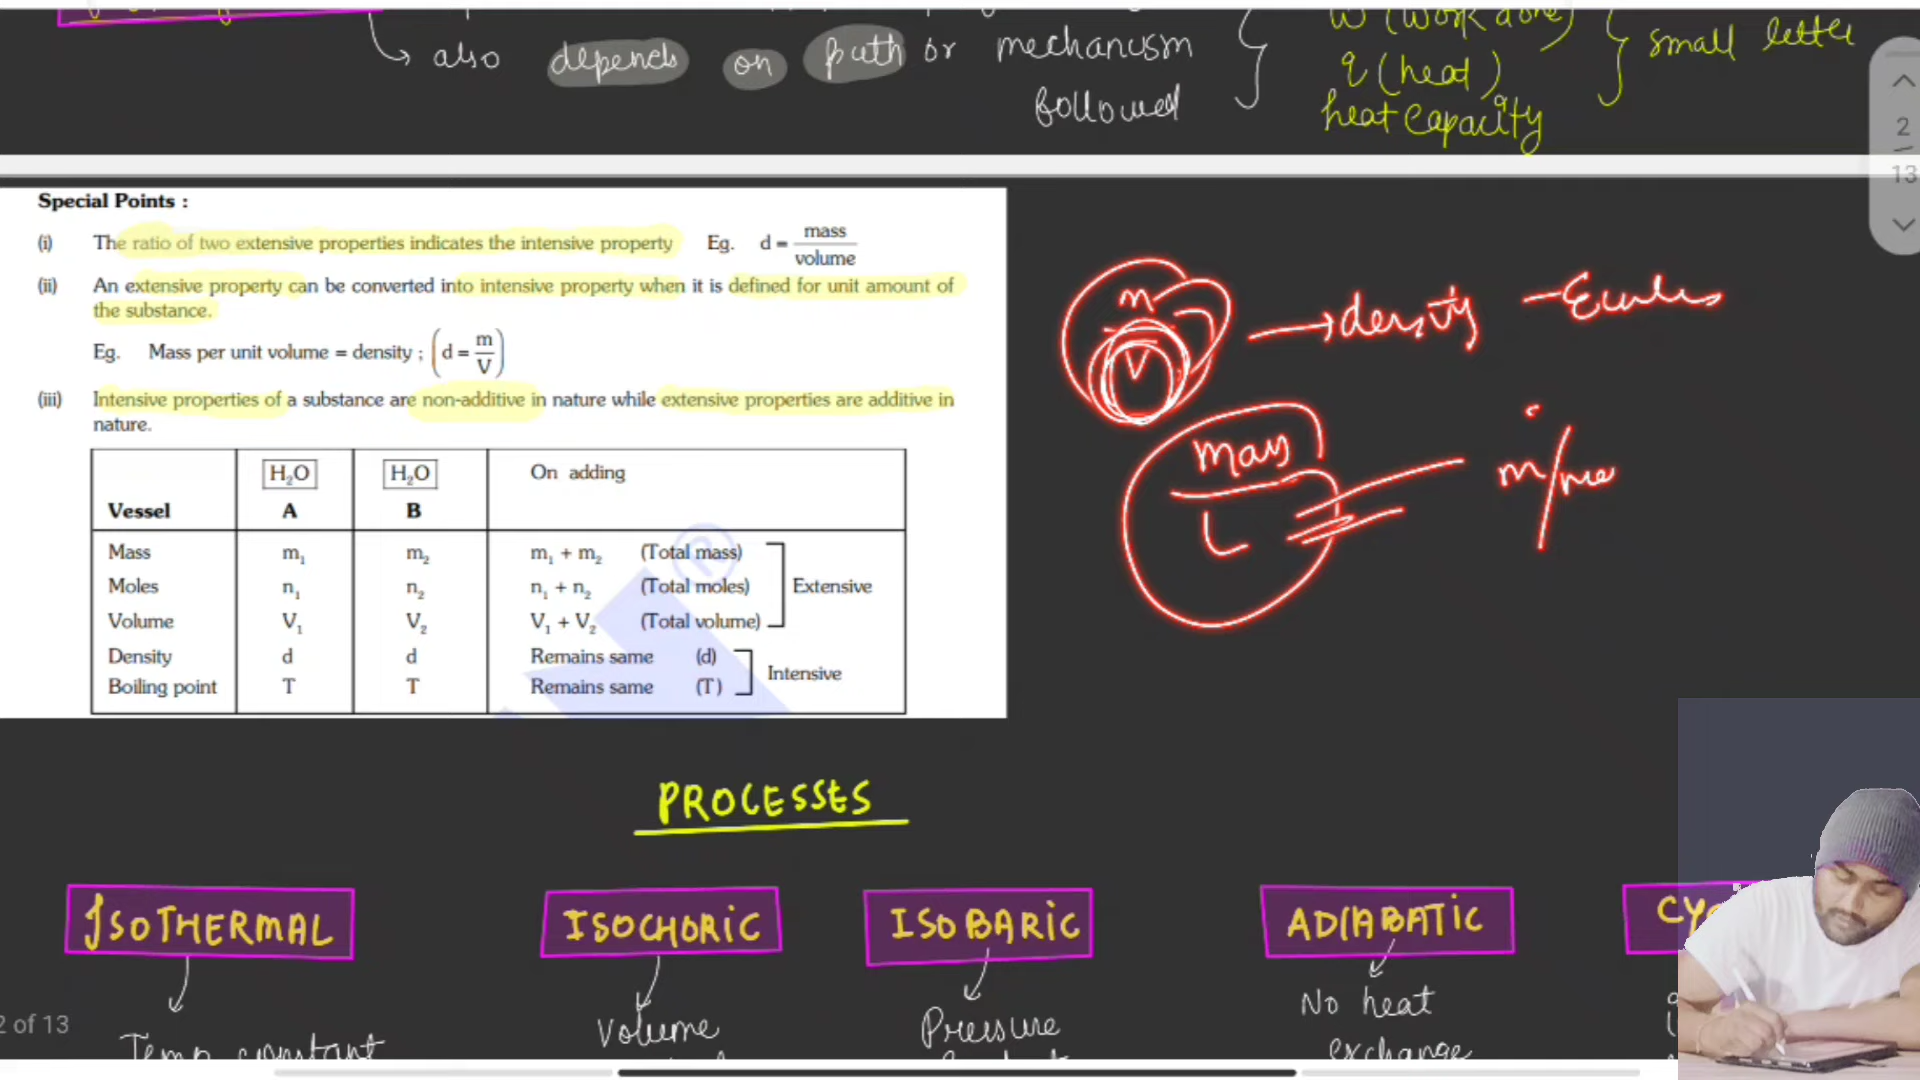 also depends on path or mechanism followed
w (work done)
q (heat)
heat capacity
small letter
2
13
Special Points :
(i) The ratio of two extensive properties indicates the intensive property Eg. d = mass / volume
(ii) An extensive property can be converted into intensive property when it is defined for unit amount of
the substance.
Eg. Mass per unit volume = density ; (d = m/V)
(iii) Intensive properties of a substance are non-additive in nature while extensive properties are additive in
nature.
H₂O H₂O On adding
Vessel A B
Mass m₁ m₂ m₁ + m₂ (Total mass)
Moles n₁ n₂ n₁ + n₂ (Total moles) Extensive
Volume V₁ V₂ V₁ + V₂ (Total volume)
Density d d Remains same (d)
Intensive
Boiling point T T Remains same (T)
®
m
V
density
mass
L
PROCESSES
ISOTHERMAL ISOCHORIC ISOBARIC ADIABATIC
Temp constant
Volume
Pressure
No heat
exchange
2 of 13